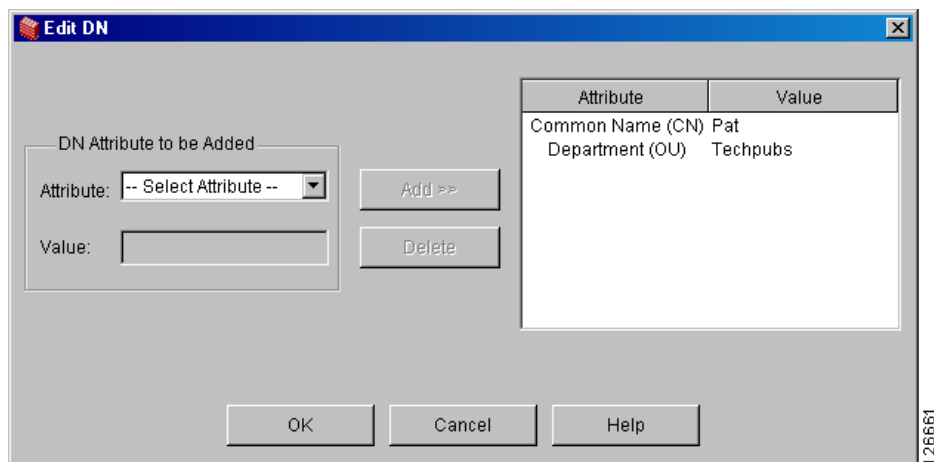 Edit DN
DN Attribute to be Added
Attribute: -- Select Attribute --
Value:
Add >>
Delete
Attribute Value
Common Name (CN) Pat
Department (OU) Techpubs
OK Cancel Help
126661